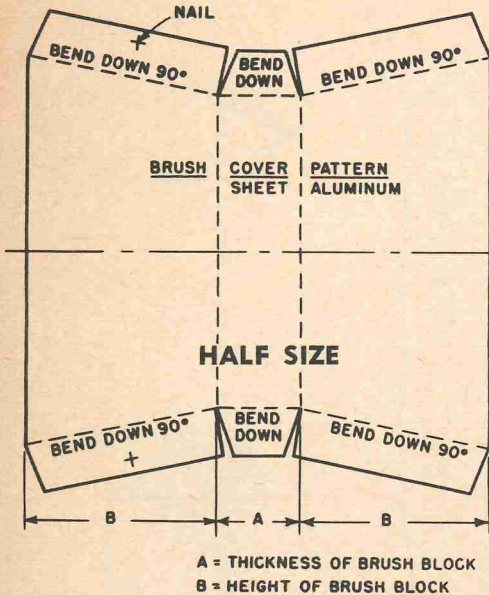 NAIL
BEND DOWN 90°
BEND
DOWN
BEND DOWN 90°
BRUSH COVER PATTERN
SHEET ALUMINUM
HALF SIZE
BEND DOWN 90°
BEND
DOWN
BEND DOWN 90°
B A B
A = THICKNESS OF BRUSH BLOCK
B = HEIGHT OF BRUSH BLOCK